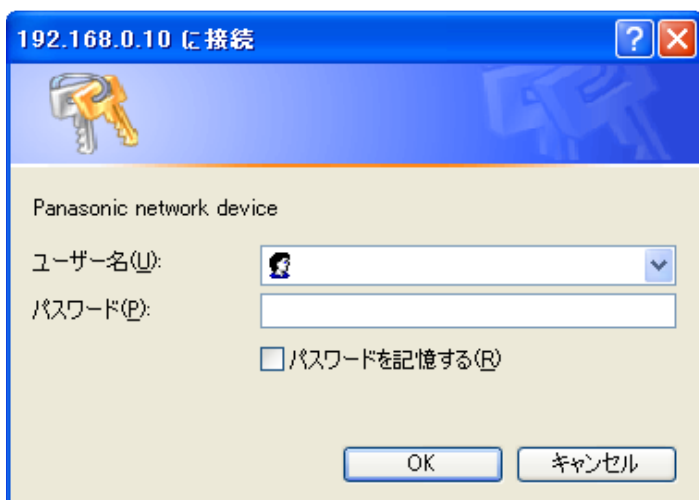 192.168.0.10 に接続
Panasonic network device
ユーザー名(U):
パスワード(P):
パスワードを記憶する(R)
OK
キャンセル